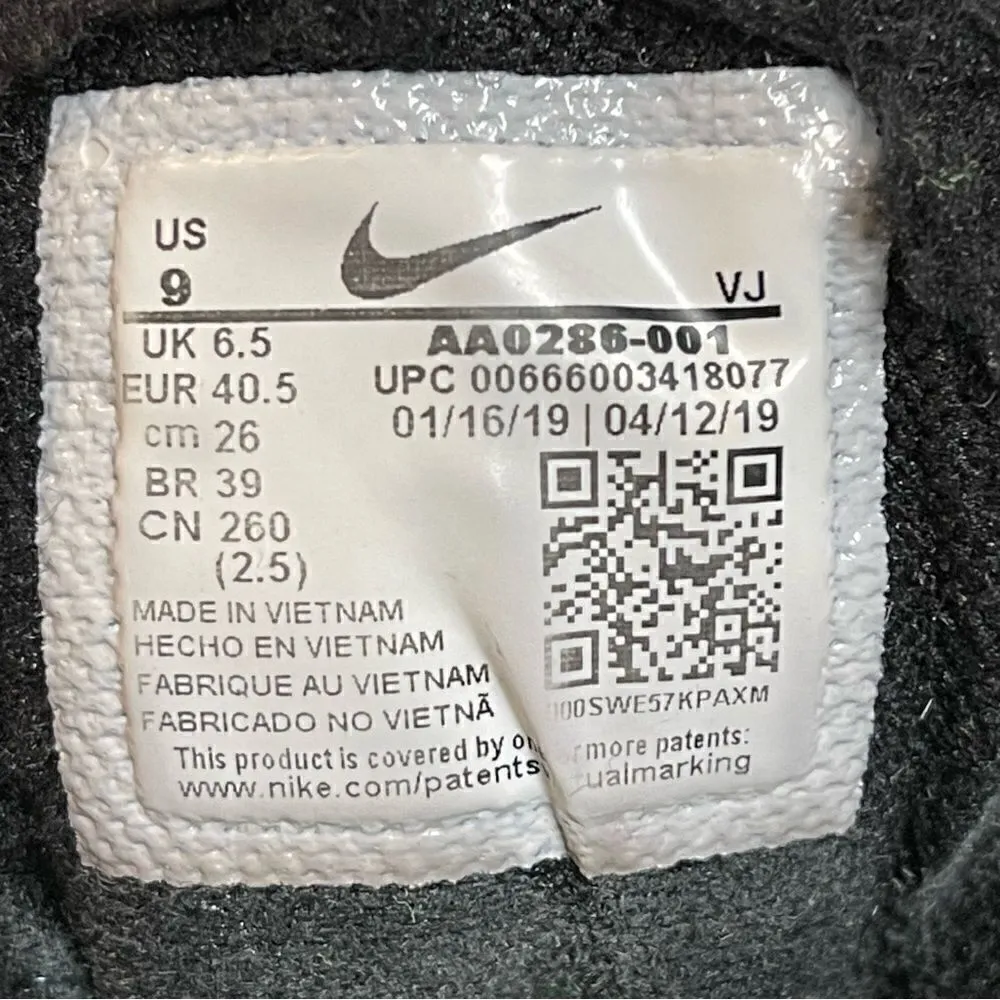 US
9
VJ
UK 6.5
AA0286-001
EUR 40.5
UPC 00666003418077
cm 26
01/16/19 | 04/12/19
BR 39
CN 260
(2.5)
MADE IN VIETNAM
HECHO EN VIETNAM
FABRIQUE AU VIETNAM
FABRICADO NO VIETNÃ
00SWE57KPAXM
This product is covered by more patents:
www.nike.com/patents